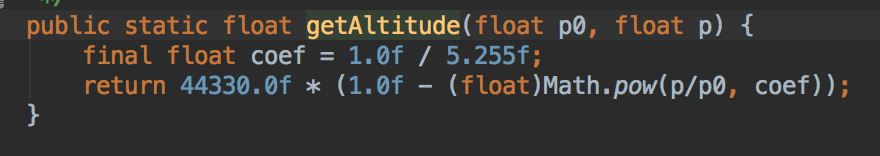 */
public static float getAltitude(float p0, float p) {
    final float coef = 1.0f / 5.255f;
    return 44330.0f * (1.0f - (float)Math.pow(p/p0, coef));
}